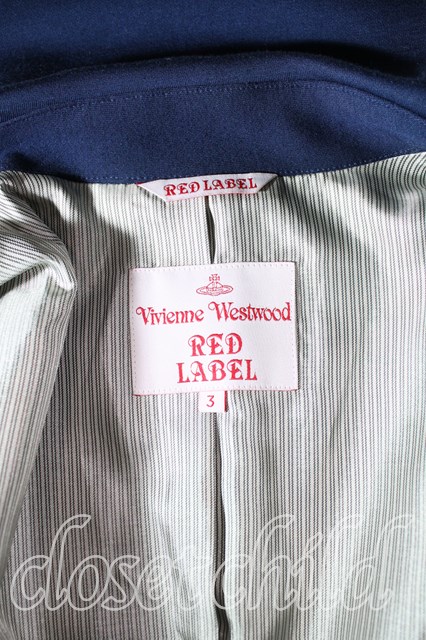 RED LABEL
Vivienne Westwood
RED
LABEL
3
closetchild